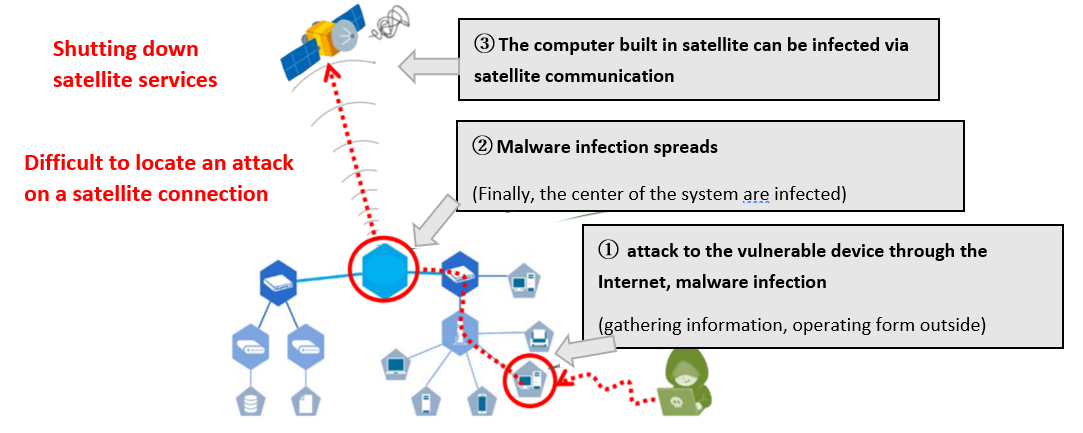 Shutting down
satellite services
③ The computer built in satellite can be infected via
satellite communication
Difficult to locate an attack
on a satellite connection
② Malware infection spreads
(Finally, the center of the system are infected)
① attack to the vulnerable device through the
Internet, malware infection
(gathering information, operating form outside)